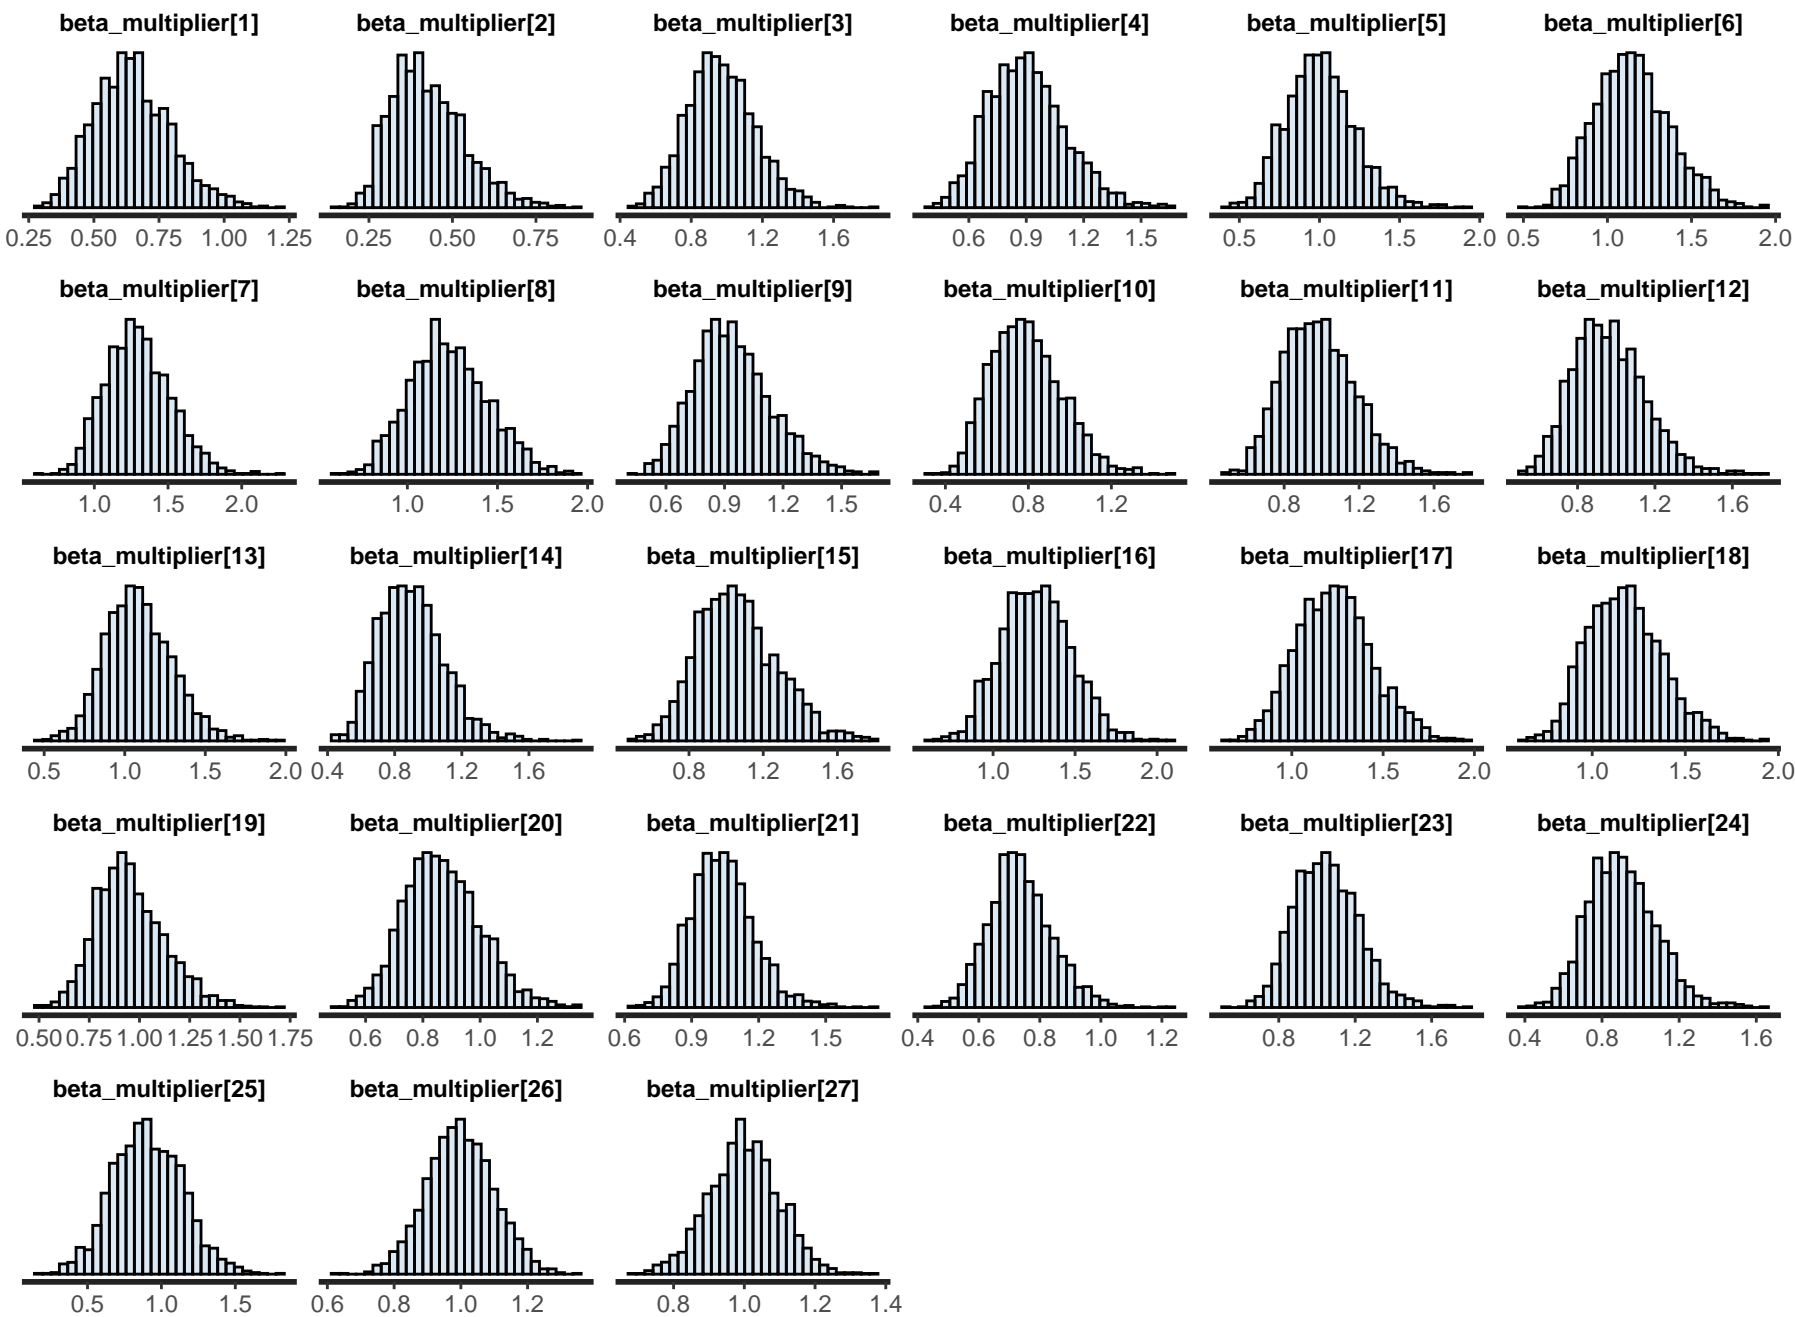 beta_multiplier[1] beta_multiplier[2] beta_multiplier[3] beta_multiplier[4] beta_multiplier[5] beta_multiplier[6]
0.25 0.50 0.75 1.00 1.25 0.25 0.50 0.75 0.4 0.8 1.2 1.6 0.6 0.9 1.2 1.5 0.5 1.0 1.5 2.0 0.5 1.0 1.5 2.0
beta_multiplier[7] beta_multiplier[8] beta_multiplier[9] beta_multiplier[10] beta_multiplier[11] beta_multiplier[12]
1.0 1.5 2.0 1.0 1.5 2.0 0.6 0.9 1.2 1.5 0.4 0.8 1.2 0.8 1.2 1.6 0.8 1.2 1.6
beta_multiplier[13] beta_multiplier[14] beta_multiplier[15] beta_multiplier[16] beta_multiplier[17] beta_multiplier[18]
0.5 1.0 1.5 2.0 0.4 0.8 1.2 1.6 0.8 1.2 1.6 1.0 1.5 2.0 1.0 1.5 2.0 1.0 1.5 2.0
beta_multiplier[19] beta_multiplier[20] beta_multiplier[21] beta_multiplier[22] beta_multiplier[23] beta_multiplier[24]
0.50 0.75 1.00 1.25 1.50 1.75 0.6 0.8 1.0 1.2 0.6 0.9 1.2 1.5 0.4 0.6 0.8 1.0 1.2 0.8 1.2 1.6 0.4 0.8 1.2 1.6
beta_multiplier[25] beta_multiplier[26] beta_multiplier[27]
0.5 1.0 1.5 0.6 0.8 1.0 1.2 0.8 1.0 1.2 1.4